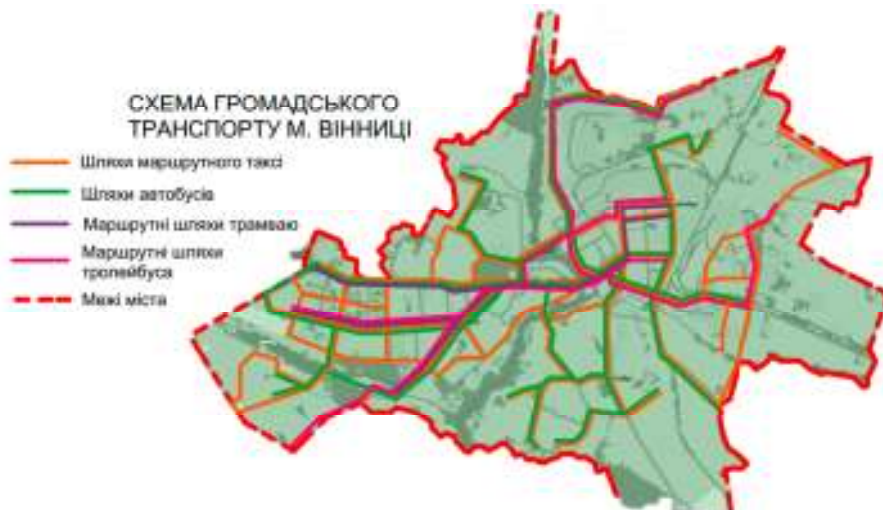 СХЕМА ГРОМАДСЬКОГО
ТРАНСПОРТУ М. ВІННИЦІ
Шляхи маршрутного таксі
Шляхи автобусів
Маршрутні шляхи трамваю
Маршрутні шляхи
тролейбуса
Межі міста